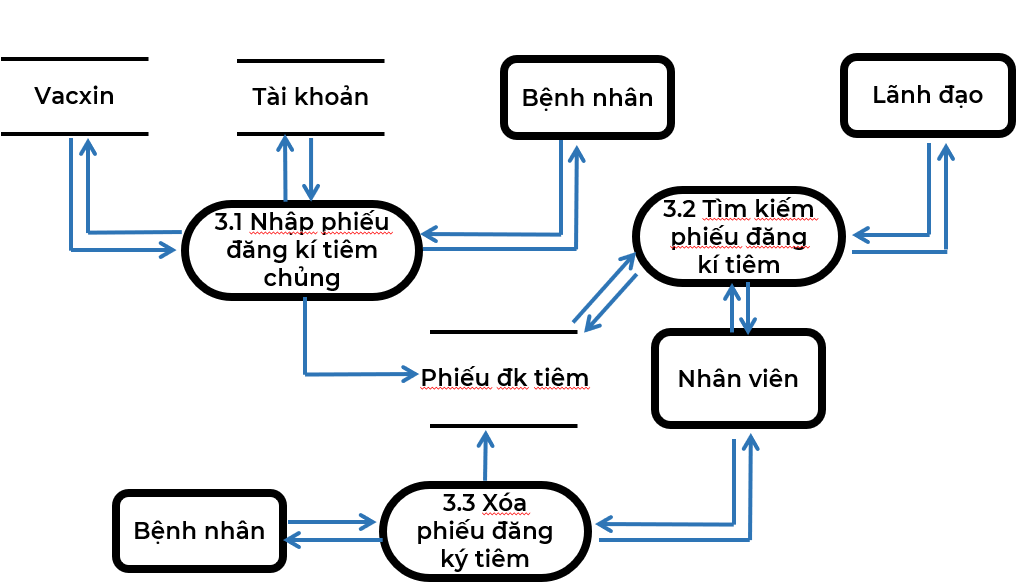 Vacxin
Tài khoản
Bệnh nhân
Lãnh đạo
3.1 Nhập phiếu
đăng kí tiêm
chủng
3.2 Tìm kiếm
phiếu đăng
kí tiêm
Phiếu đk tiêm
Nhân viên
Bệnh nhân
3.3 Xóa
phiếu đăng
ký tiêm